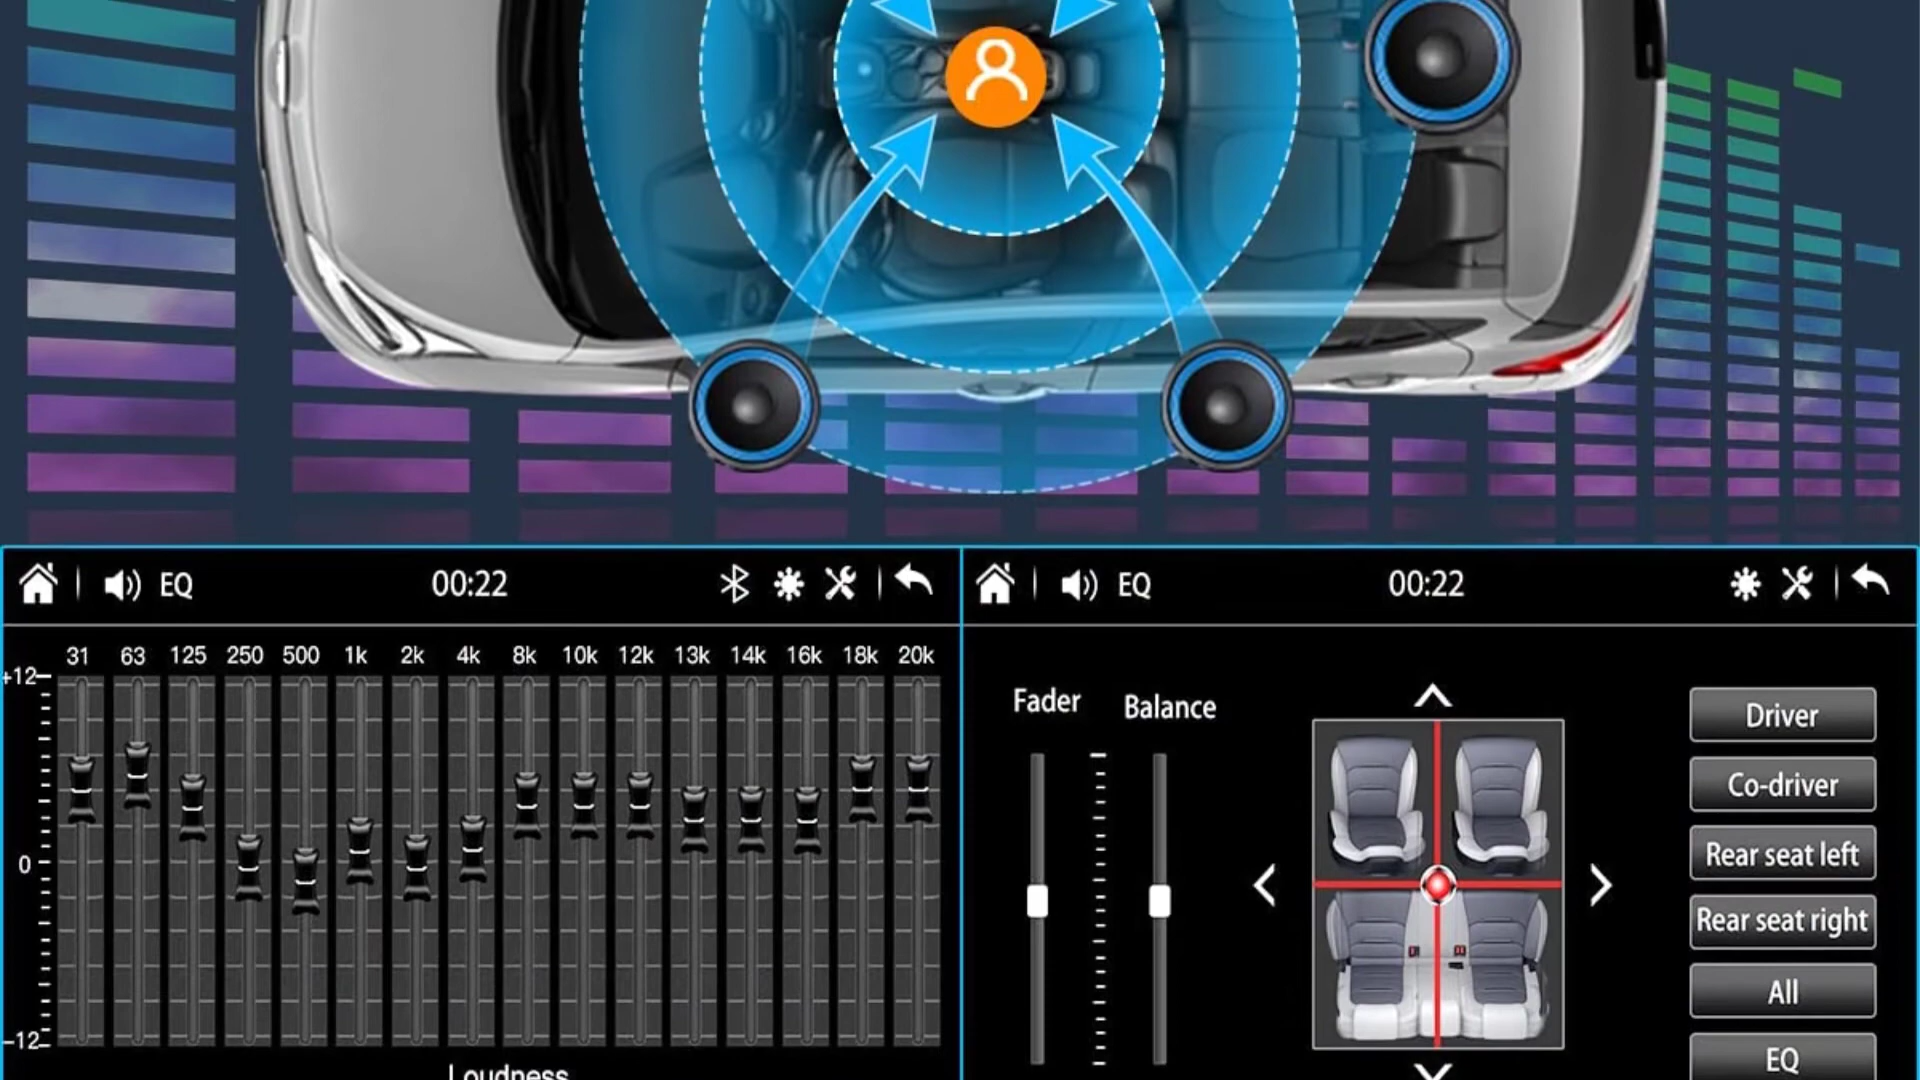 EQ 00:22
31 63 125 250 500 1k 2k 4k 8k 10k 12k 13k 14k 16k 18k 20k
+12
0
-12
Loudness
EQ 00:22
Fader Balance
Driver
Co-driver
Rear seat left
Rear seat right
All
EQ